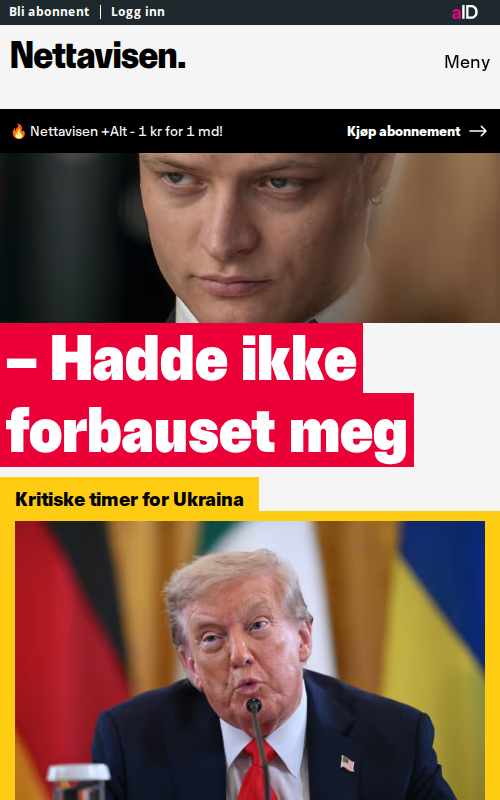 Bli abonnent | Logg inn
aID
Nettavisen.
Meny
🔥 Nettavisen +Alt - 1 kr for 1 md!
Kjøp abonnement →
– Hadde ikke
forbauset meg
Kritiske timer for Ukraina